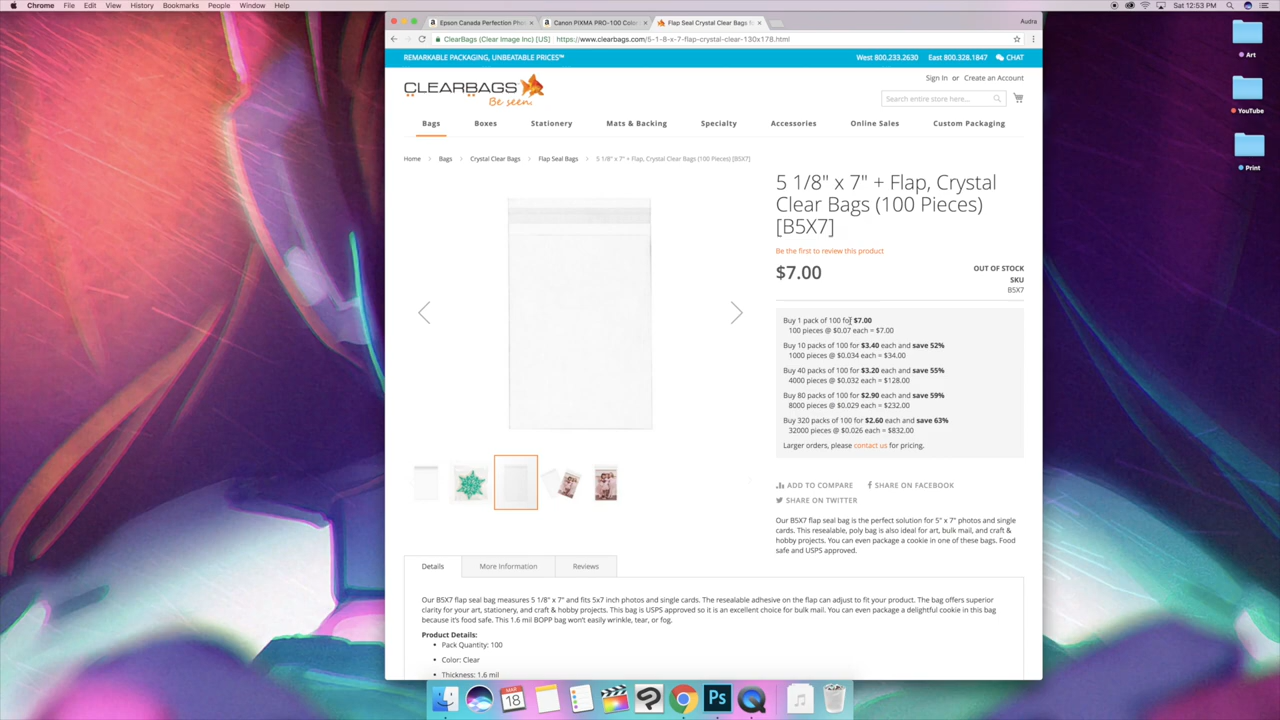 Chrome File Edit View History Bookmarks People Window Help
Sat 12:53 PM
Epson Canada Perfection Pho
Canon PIXMA PRO-100 Color
Flap Seal Crystal Clear Bags fo
Audra
ClearBags (Clear Image Inc) [US] https://www.clearbags.com/5-1-8-x-7-flap-crystal-clear-130x178.html
REMARKABLE PACKAGING, UNBEATABLE PRICES™
West 800.233.2630 East 800.328.1847 CHAT
CLEARBAGS
Be seen.
Sign In or Create an Account
Search entire store here...
Bags Boxes Stationery Mats & Backing Specialty Accessories Online Sales Custom Packaging
Home Bags Crystal Clear Bags Flap Seal Bags 5 1/8" x 7" + Flap, Crystal Clear Bags (100 Pieces) [B5X7]
5 1/8" x 7" + Flap, Crystal
Clear Bags (100 Pieces)
[B5X7]
Be the first to review this product
$7.00
OUT OF STOCK
SKU
B5X7
Buy 1 pack of 100 for $7.00
100 pieces @ $0.07 each = $7.00
Buy 10 packs of 100 for $3.40 each and save 52%
1000 pieces @ $0.034 each = $34.00
Buy 40 packs of 100 for $3.20 each and save 55%
4000 pieces @ $0.032 each = $128.00
Buy 80 packs of 100 for $2.90 each and save 59%
8000 pieces @ $0.029 each = $232.00
Buy 320 packs of 100 for $2.60 each and save 63%
32000 pieces @ $0.026 each = $832.00
Larger orders, please contact us for pricing.
ADD TO COMPARE SHARE ON FACEBOOK
SHARE ON TWITTER
Our B5X7 flap seal bag is the perfect solution for 5" x 7" photos and single
cards. This resealable, poly bag is also ideal for art, bulk mail, and craft &
hobby projects. You can even package a cookie in one of these bags. Food
safe and USPS approved.
Details More Information Reviews
Our B5X7 flap seal bag measures 5 1/8" x 7" and fits 5x7 inch photos and single cards. The resealable adhesive on the flap can adjust to fit your product. The bag offers superior
clarity for your art, stationery, and craft & hobby projects. This bag is USPS approved so it is an excellent choice for bulk mail. You can even package a delightful cookie in this bag
because it's food safe. This 1.6 mil BOPP bag won't easily wrinkle, tear, or fog.
Product Details:
Pack Quantity: 100
Color: Clear
Thickness: 1.6 mil
Art
YouTube
Print
MAR
18
Ps